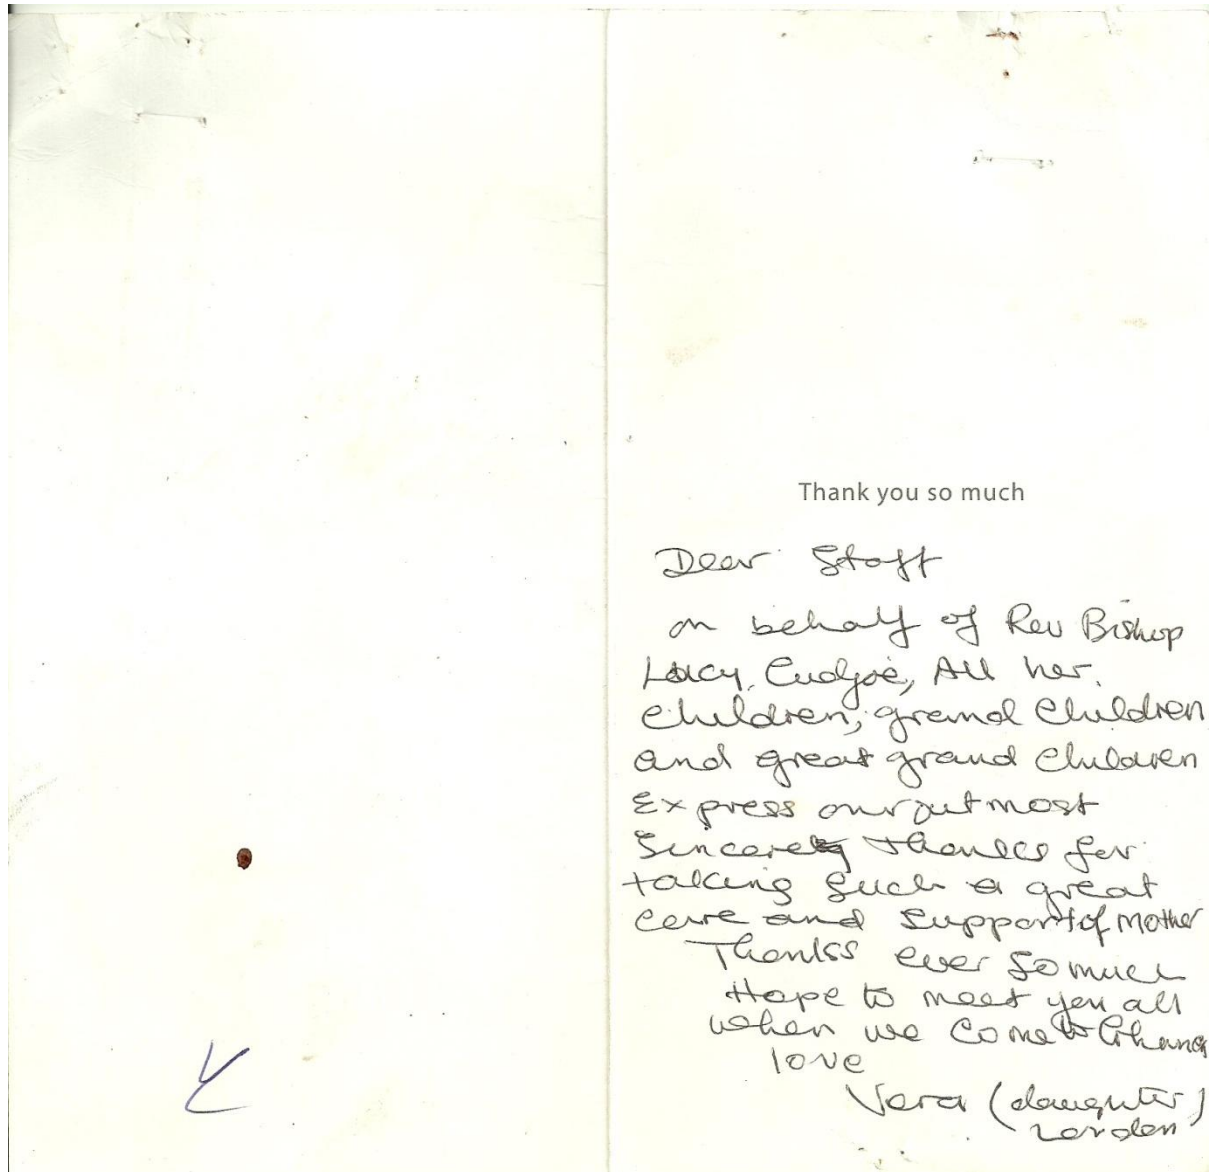 Thank you so much
Dear Staff
on behalf of Rev Bishop
Lucy Cudjoe, All her
children, grand children
and great grand children
Express our utmost
Sincere thanks for
taking such a great
care and support of Mother
Thanks ever so much
Hope to meet you all
when we come to Ghana
love
Vera (daughter)
London